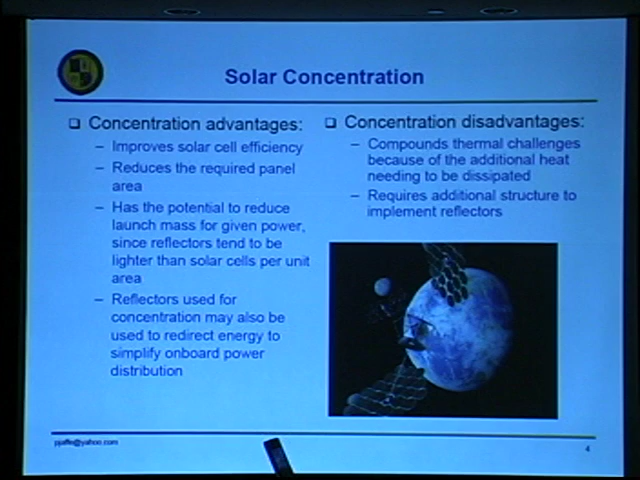 Solar Concentration
❑ Concentration advantages:
– Improves solar cell efficiency
– Reduces the required panel
area
– Has the potential to reduce
launch mass for given power,
since reflectors tend to be
lighter than solar cells per unit
area
– Reflectors used for
concentration may also be
used to redirect energy to
simplify onboard power
distribution
❑ Concentration disadvantages:
– Compounds thermal challenges
because of the additional heat
needing to be dissipated
– Requires additional structure to
implement reflectors
pjaffe@yahoo.com
4